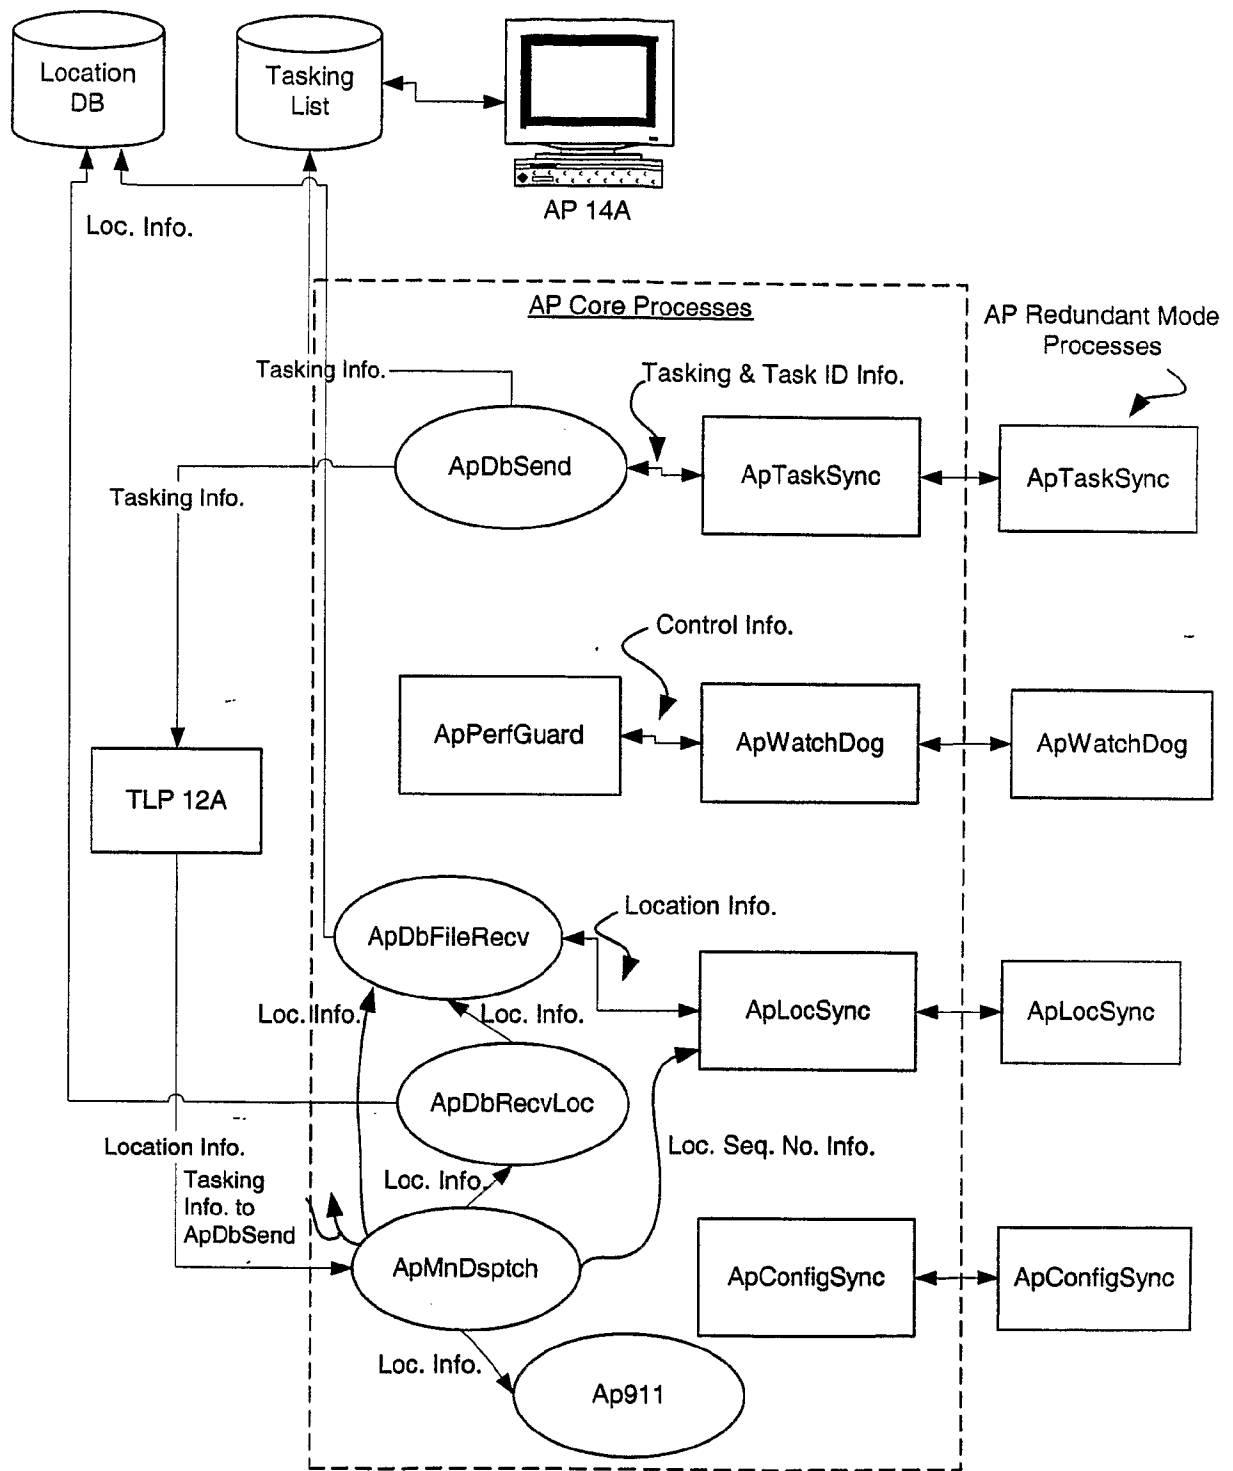 Location
DB
Tasking
List
AP 14A
Loc. Info.
AP Core Processes
AP Redundant Mode
Processes
Tasking Info.
Tasking & Task ID Info.
ApDbSend
ApTaskSync
ApTaskSync
Tasking Info.
Control Info.
ApPerfGuard
ApWatchDog
ApWatchDog
TLP 12A
Location Info.
ApDbFileRecv
Loc. Info.
Loc. Info.
ApLocSync
ApLocSync
ApDbRecvLoc
Location Info.
Loc. Seq. No. Info.
Tasking
Info. to
ApDbSend
Loc. Info.
ApMnDsptch
ApConfigSync
ApConfigSync
Loc. Info.
Ap911